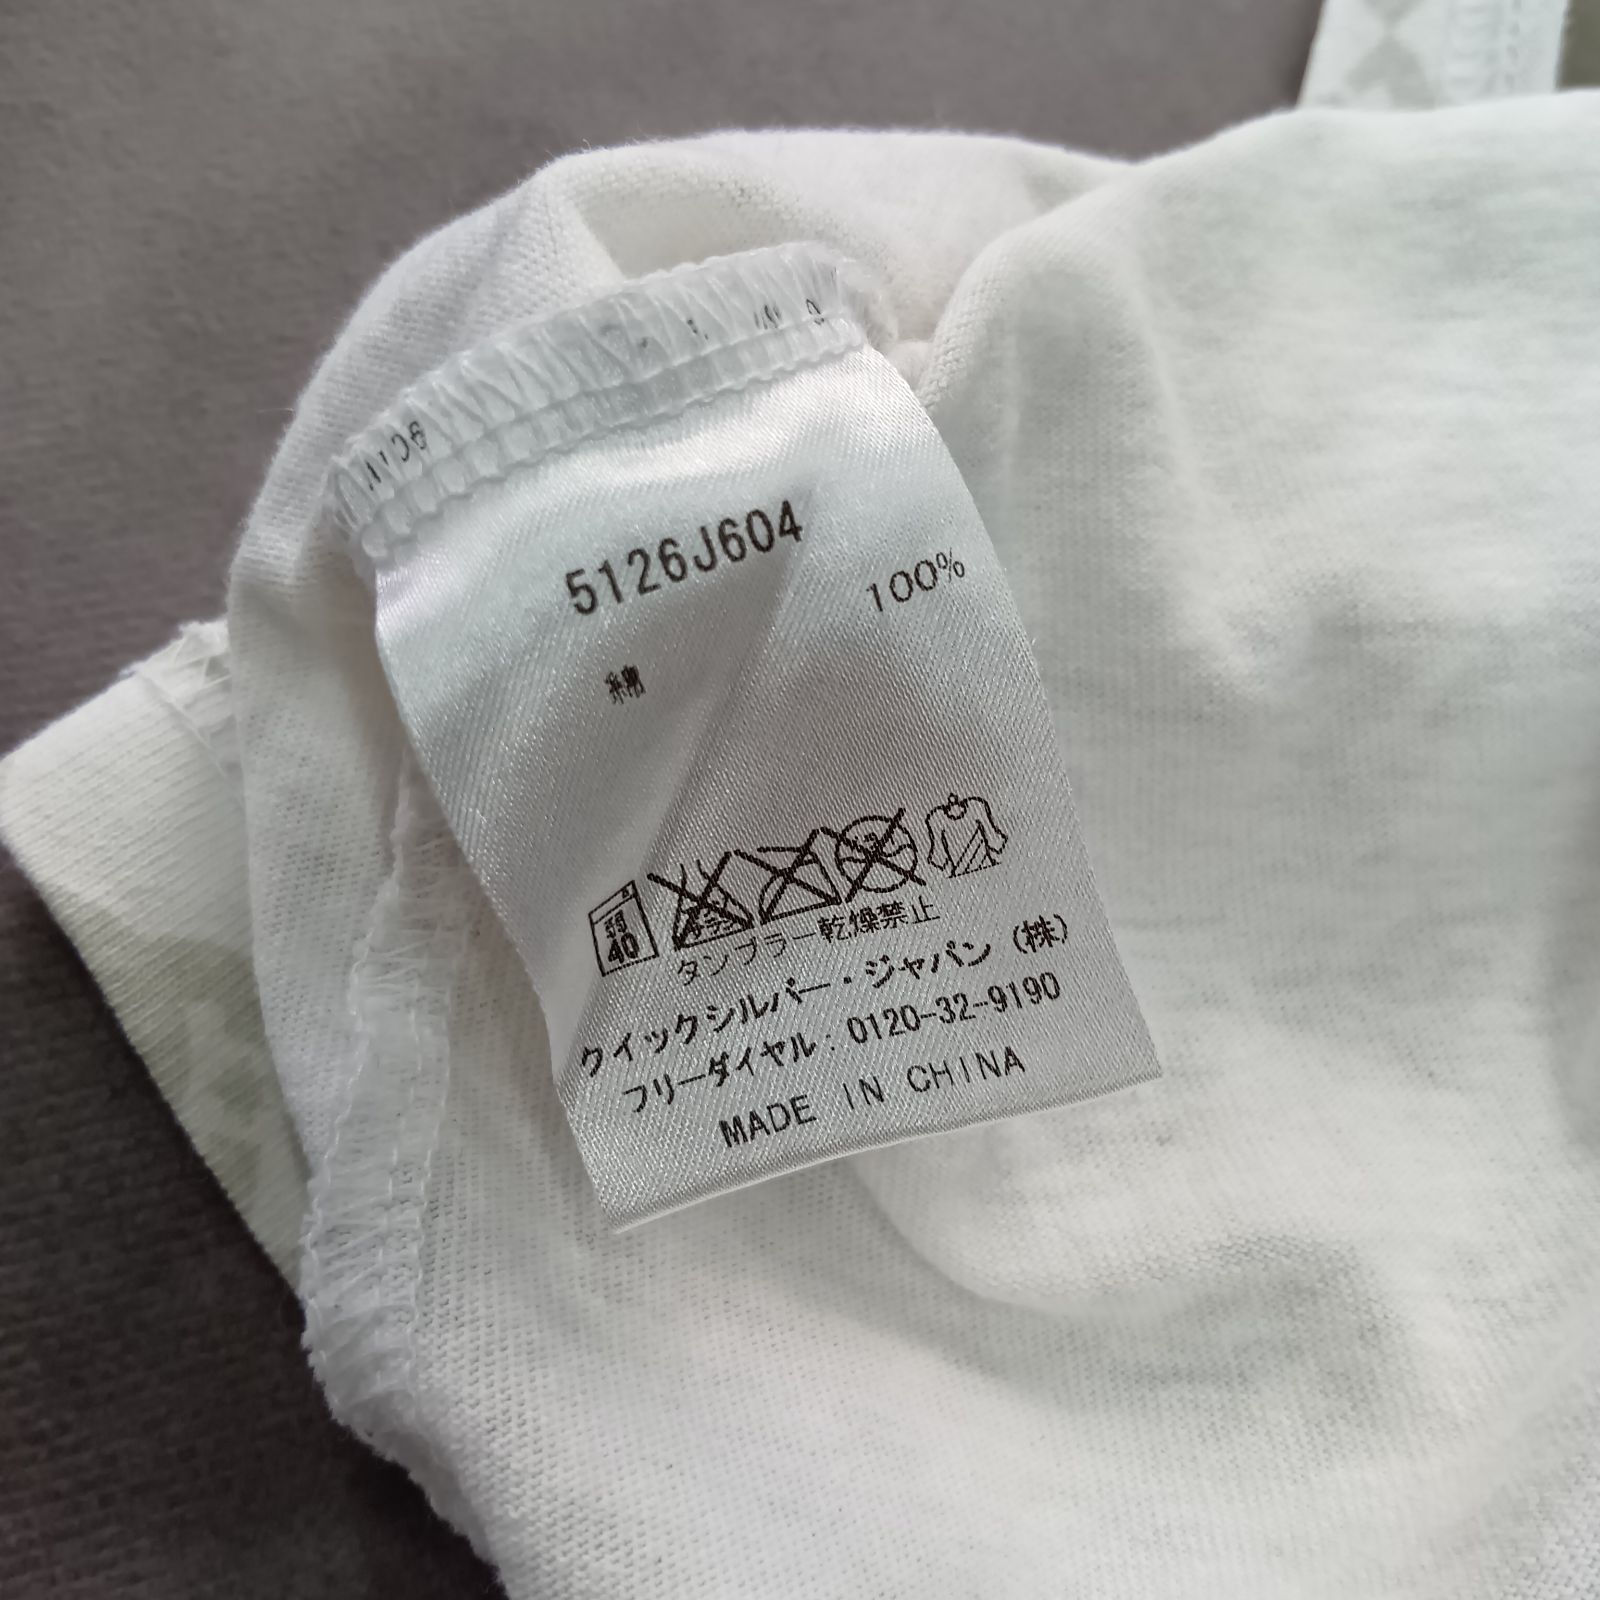 5126J604
綿 100%
弱
40
タンブラー乾燥禁止
クイックシルバー・ジャパン (株)
フリーダイヤル: 0120-32-9190
MADE IN CHINA